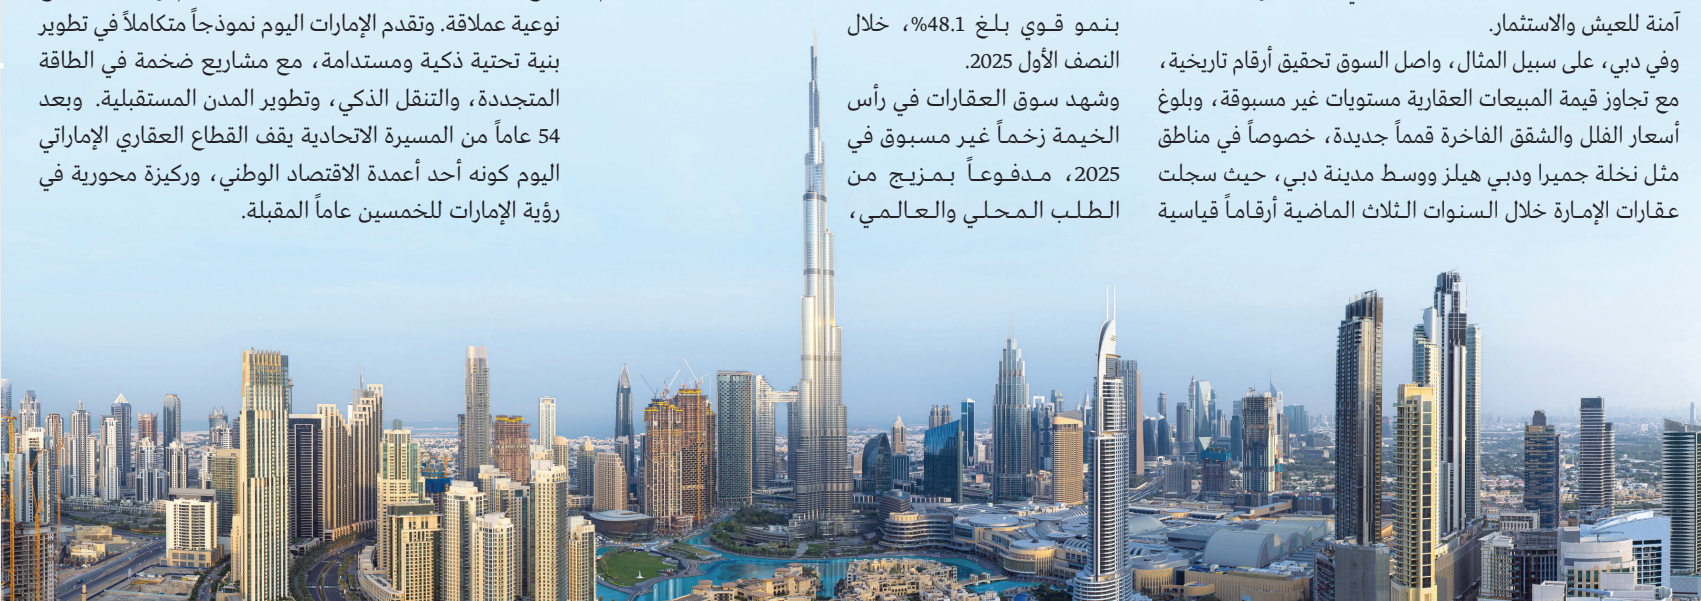 آمنة للعيش والاستثمار.
وفي دبي، على سبيل المثال، واصل السوق تحقيق أرقام تاريخية،
مع تجاوز قيمة المبيعات العقارية مستويات غير مسبوقة، وبلوغ
أسعار الفلل والشقق الفاخرة قمماً جديدة، خصوصاً في مناطق
مثل نخلة جميرا ودبي هيلز ووسط مدينة دبي، حيث سجلت
عقارات الإمارة خلال السنوات الثلاث الماضية أرقاماً قياسية
بنمو قوي بلغ 48.1%، خلال
النصف الأول 2025.
وشهد سوق العقارات في رأس
الخيمة زخماً غير مسبوق في
2025، مدفوعاً بمزيج من
الطلب المحلي والعالمي،
نوعية عملاقة. وتقدم الإمارات اليوم نموذجاً متكاملاً في تطوير
بنية تحتية ذكية ومستدامة، مع مشاريع ضخمة في الطاقة
المتجددة، والتنقل الذكي، وتطوير المدن المستقبلية. وبعد
54 عاماً من المسيرة الاتحادية يقف القطاع العقاري الإماراتي
اليوم كونه أحد أعمدة الاقتصاد الوطني، وركيزة محورية في
رؤية الإمارات للخمسين عاماً المقبلة.